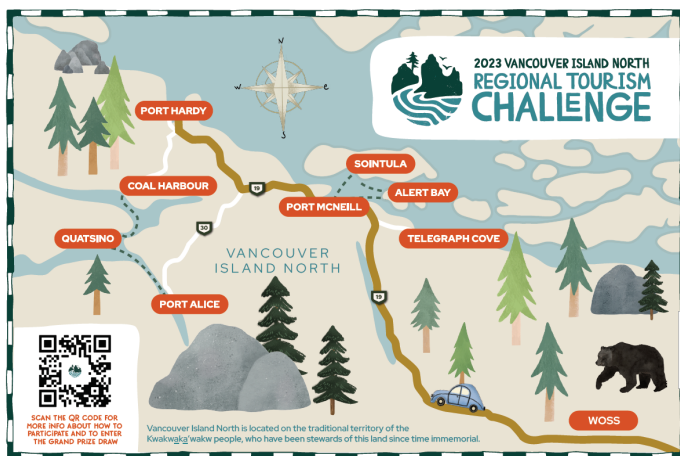 2023 VANCOUVER ISLAND NORTH
REGIONAL TOURISM
CHALLENGE
N
W
E
S
PORT HARDY
SOINTULA
COAL HARBOUR
19
ALERT BAY
PORT MCNEILL
30
QUATSINO
TELEGRAPH COVE
VANCOUVER
ISLAND NORTH
19
PORT ALICE
WOSS
SCAN THE QR CODE FOR
MORE INFO ABOUT HOW TO
PARTICIPATE AND TO ENTER
THE GRAND PRIZE DRAW
Vancouver Island North is located on the traditional territory of the
Kwakwa̱ka̱'wakw people, who have been stewards of this land since time immemorial.